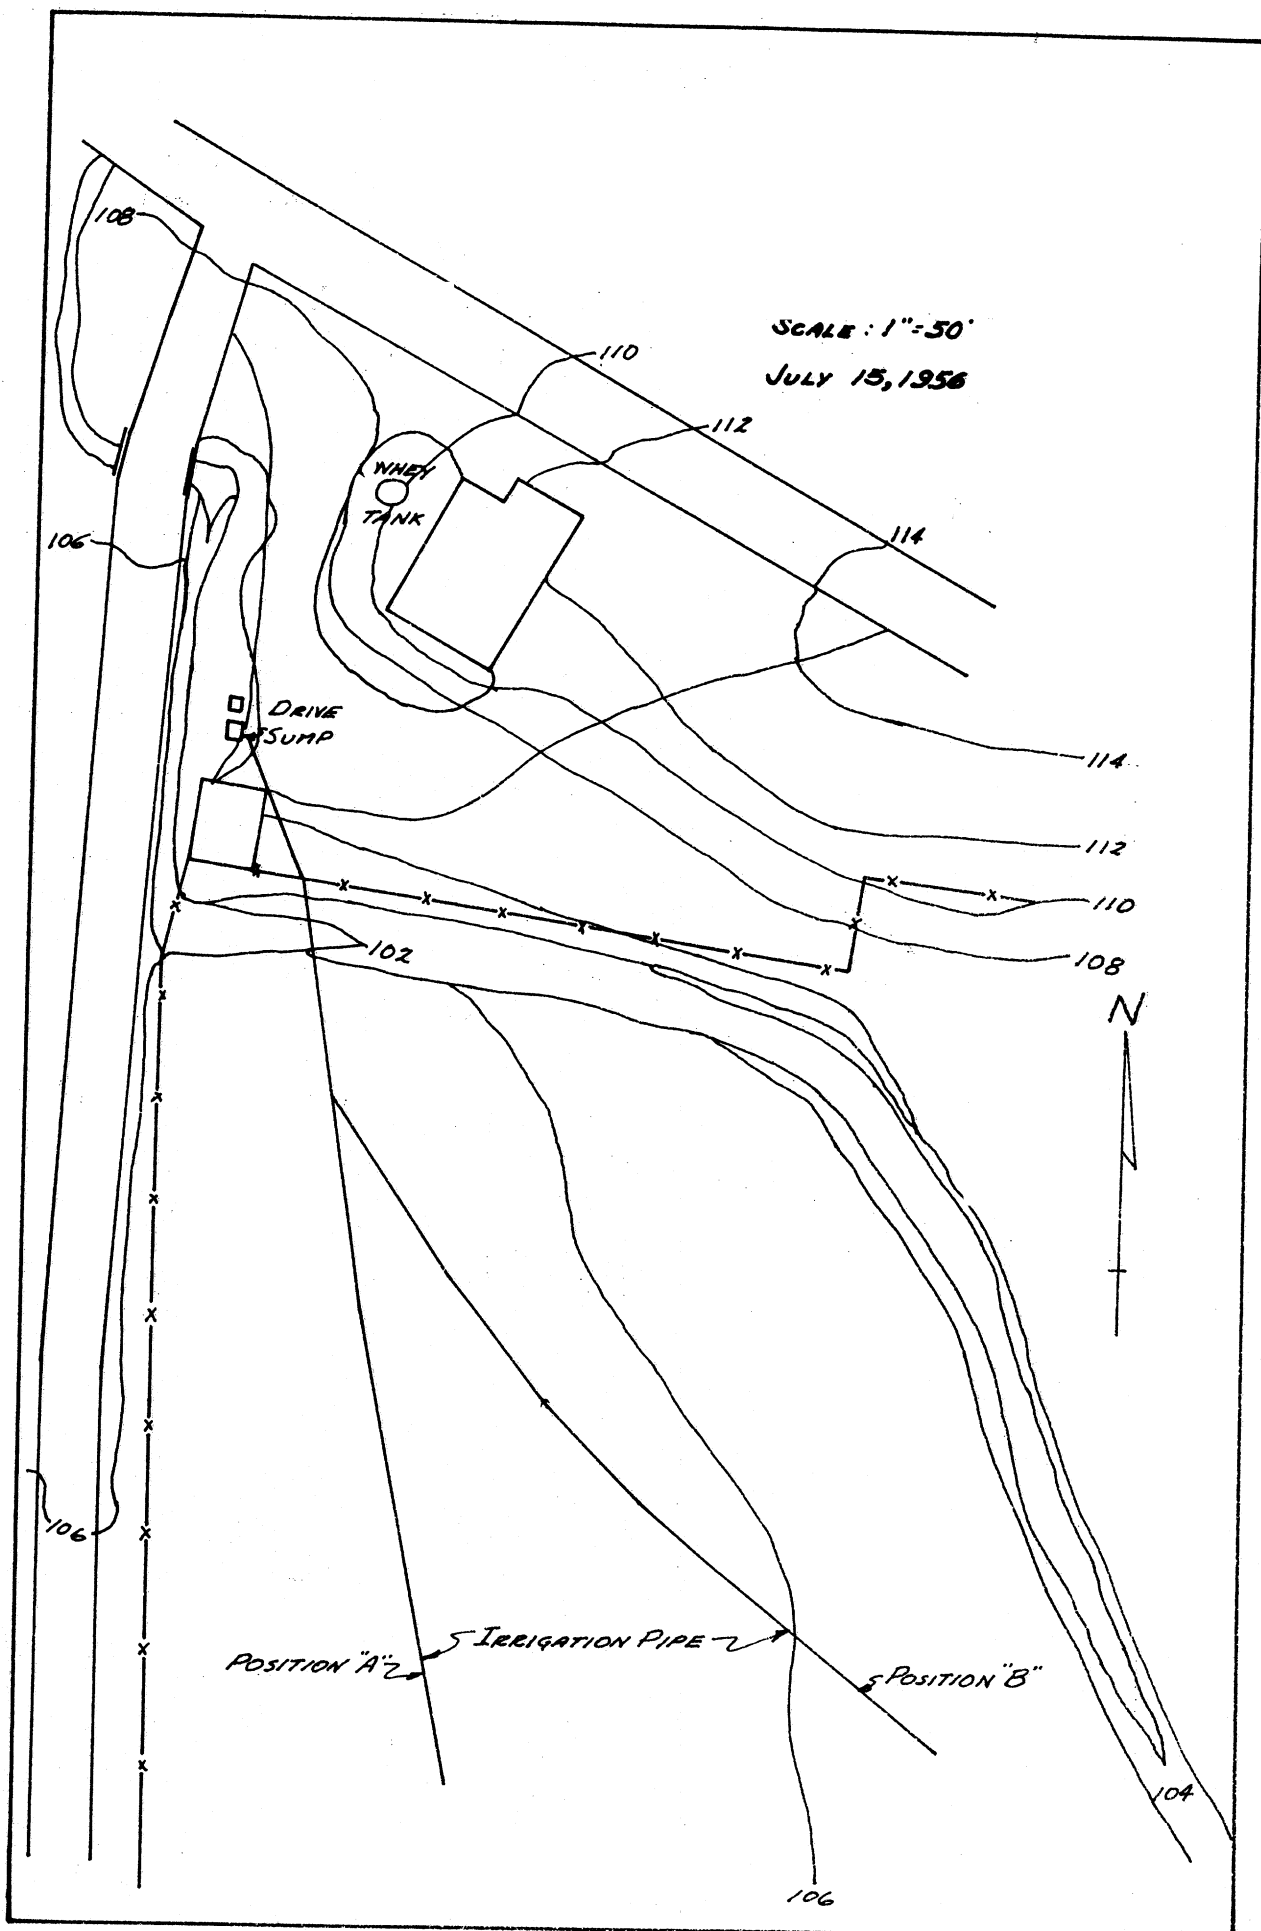 108
SCALE : 1" = 50'
110
JULY 15, 1956
112
WHEY
TANK
114
106
DRIVE
SUMP
114
112
110
102
108
N
106
IRRIGATION PIPE
POSITION "A"
POSITION "B"
104
106